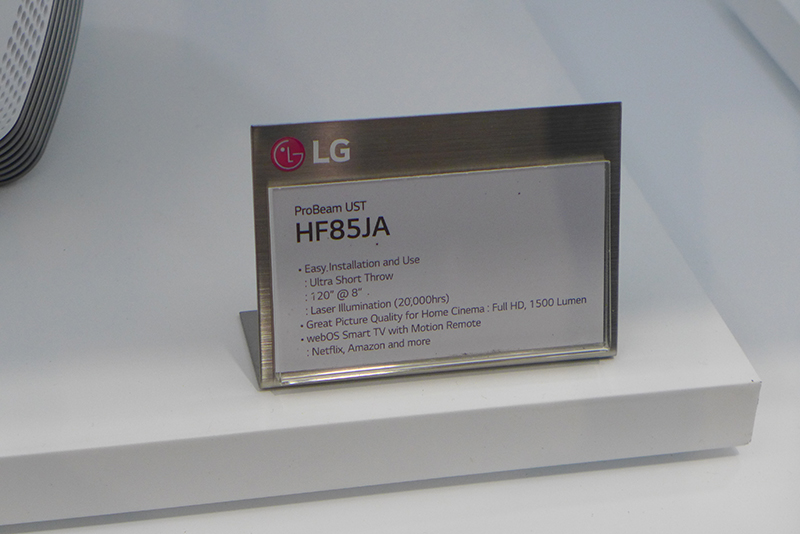 LG
ProBeam UST
HF85JA
• Easy Installation and Use
: Ultra Short Throw
: 120" @ 8"
: Laser Illumination (20,000hrs)
• Great Picture Quality for Home Cinema : Full HD, 1500 Lumen
• webOS Smart TV with Motion Remote
: Netflix, Amazon and more